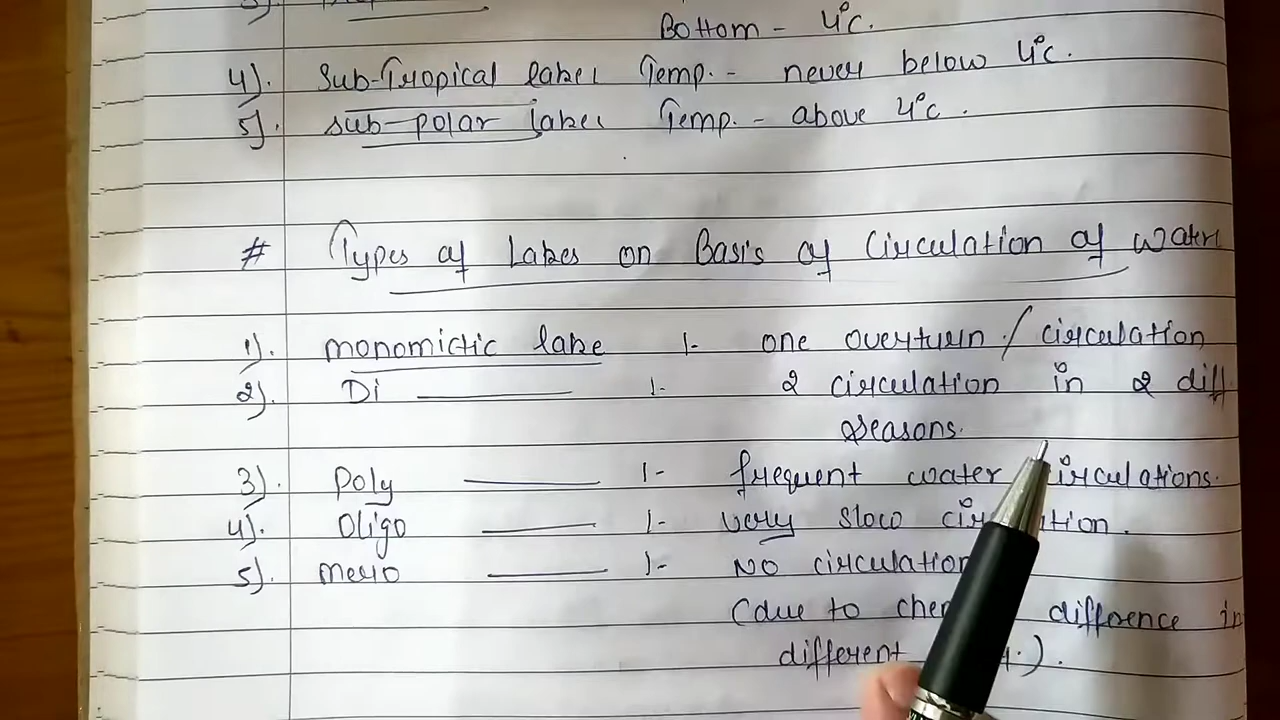 Bottom - 4°c.
4). Sub-Tropical lakes Temp. - never below 4°c.
5). sub-polar lakes Temp. - above 4°c.
# Types of Lakes on Basis of Circulation of water
1). monomictic lake :- one overturn / circulation
2). Di ——— :- 2 circulation in 2 diff
seasons.
3). Poly ——— :- frequent water circulations.
4). Oligo ——— :- very slow
5). Mero ——— :- No circulation
(due to difference in
different ).